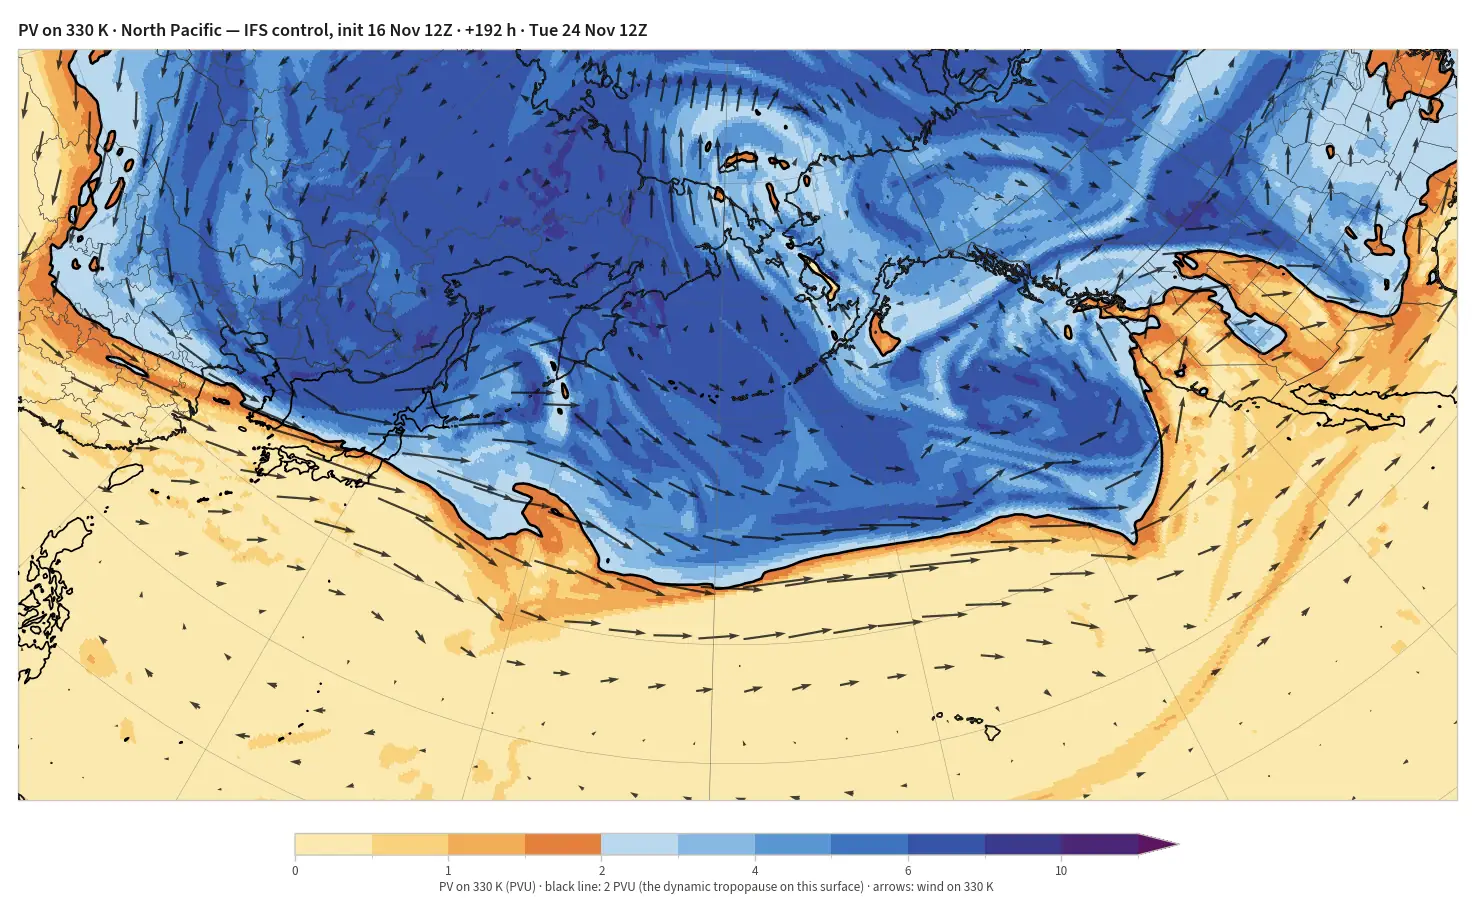 PV on 330 K · North Pacific — IFS control, init 16 Nov 12Z · +192 h · Tue 24 Nov 12Z
0 1 2 4 6 10
PV on 330 K (PVU) · black line: 2 PVU (the dynamic tropopause on this surface) · arrows: wind on 330 K